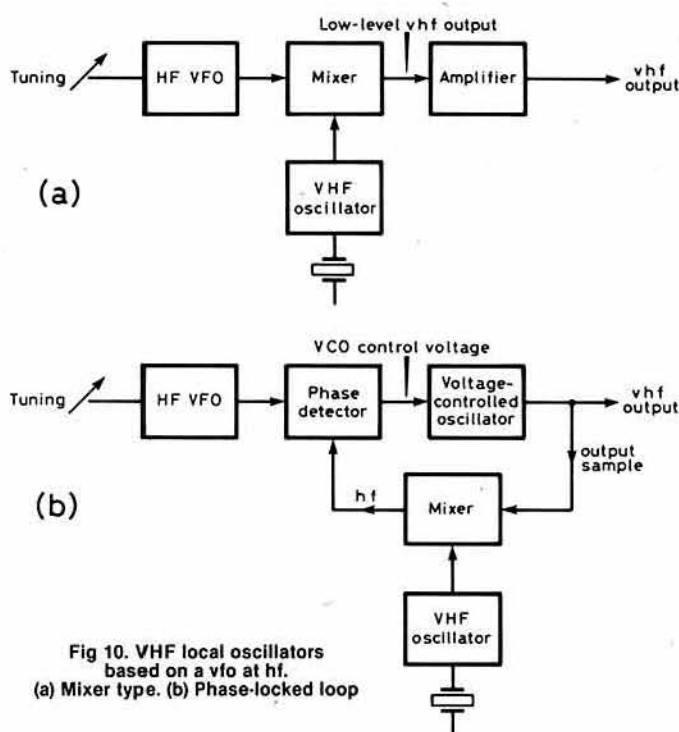 Low-level vhf output
Tuning
HF VFO
Mixer
Amplifier
vhf
output
(a)
VHF
oscillator
VCO control voltage
Tuning
HF VFO
Phase
detector
Voltage-
controlled
oscillator
vhf
output
output
sample
(b)
hf
Mixer
VHF
oscillator
Fig 10. VHF local oscillators
based on a vfo at hf.
(a) Mixer type. (b) Phase-locked loop